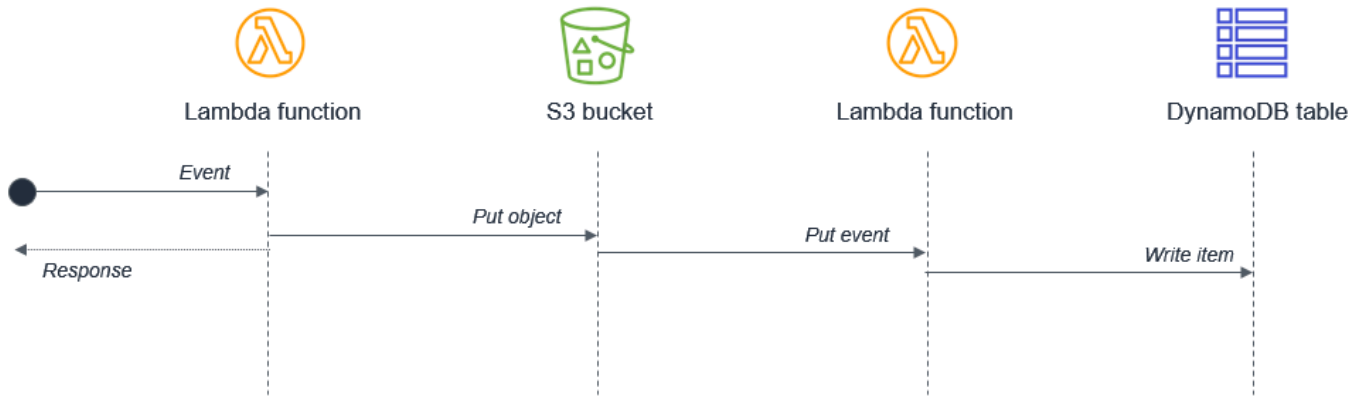 Lambda function
S3 bucket
Lambda function
DynamoDB table
Event
Put object
Put event
Write item
Response